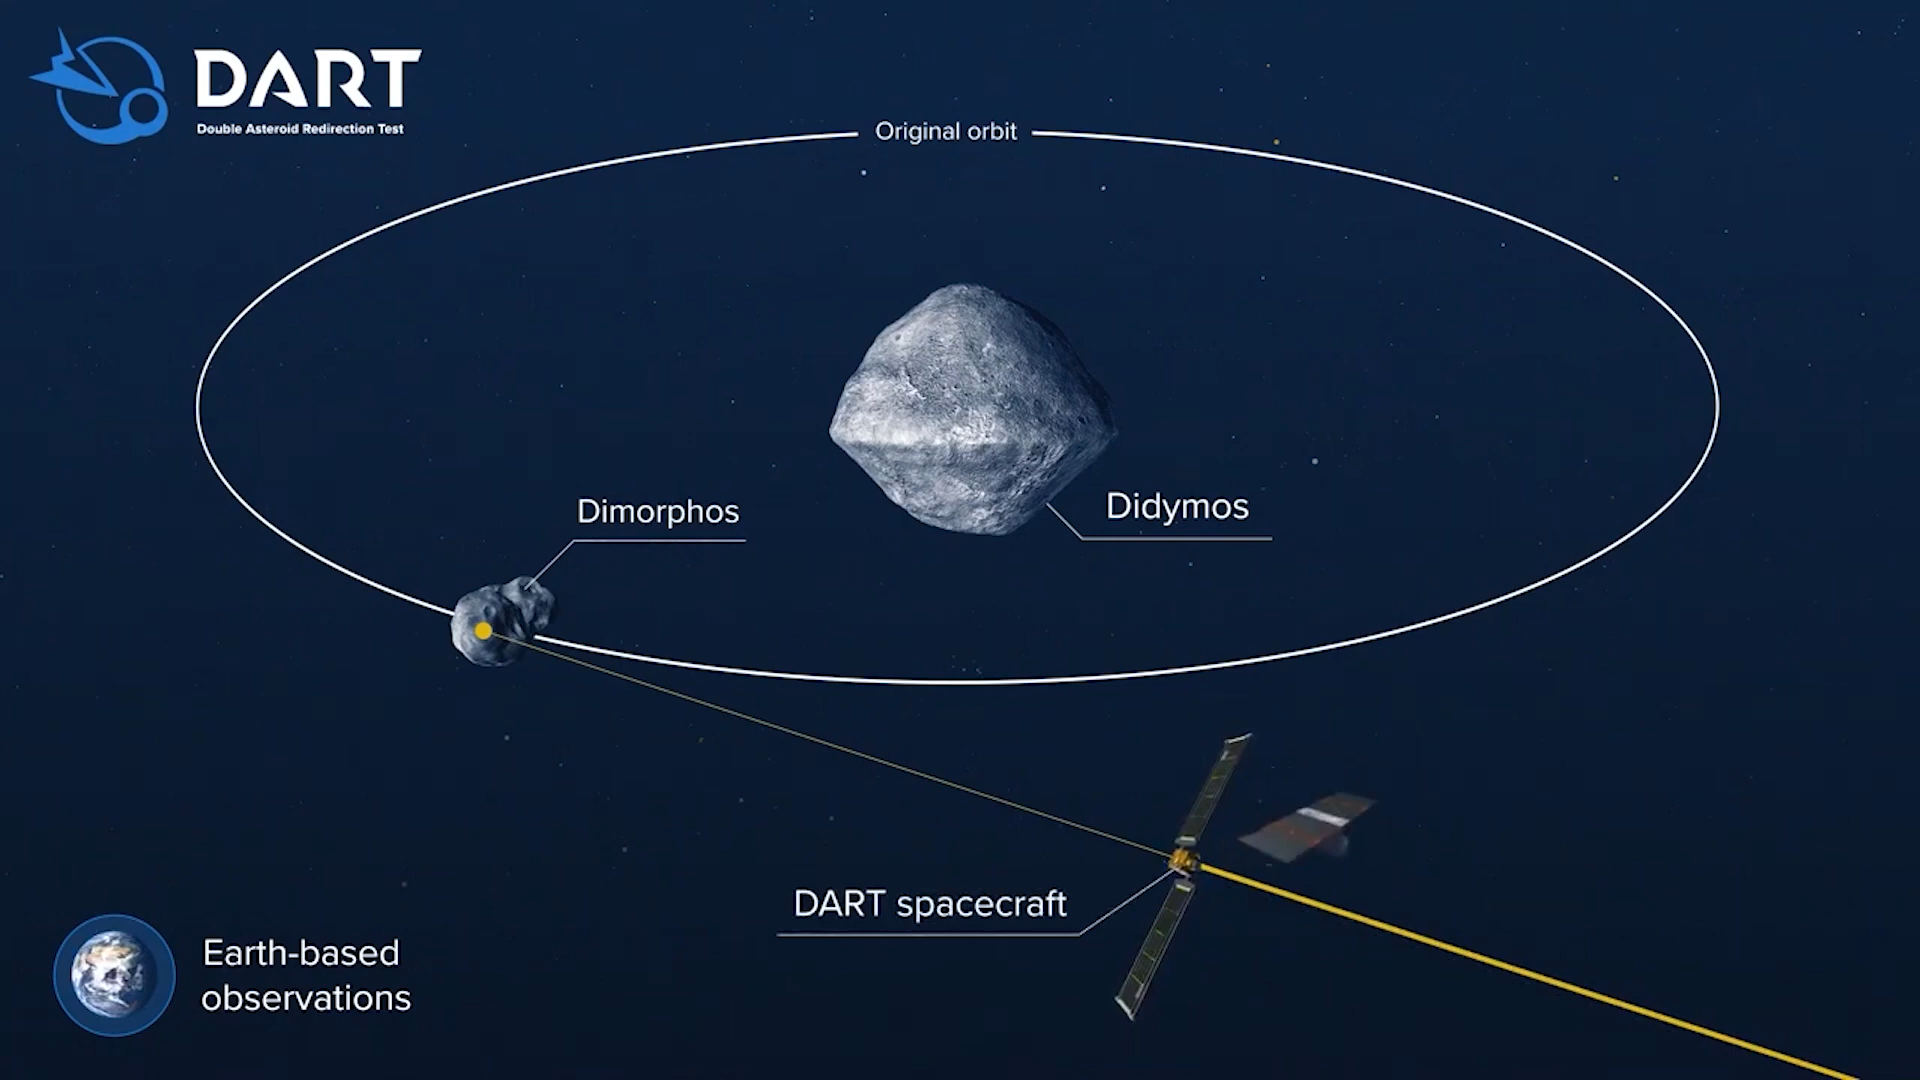 DART
Double Asteroid Redirection Test
Original orbit
Dimorphos
Didymos
DART spacecraft
Earth-based
observations